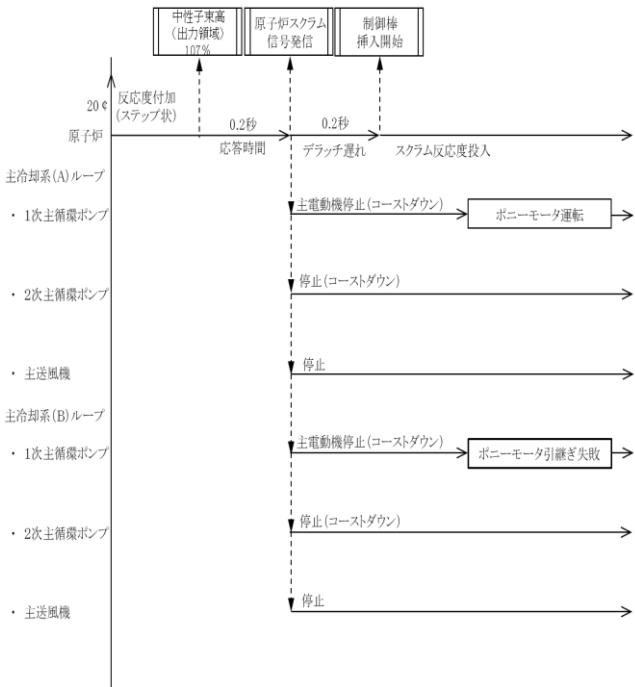 中性子束高
(出力領域)
107%
原子炉スクラム
信号発信
制御棒
挿入開始
20 ¢
反応度付加
(ステップ状)
原子炉
0.2秒
0.2秒
応答時間
デラッチ遅れ
スクラム反応度投入
主冷却系(A)ループ
・ 1次主循環ポンプ
主電動機停止(コーストダウン)
ポニーモータ運転
・ 2次主循環ポンプ
停止(コーストダウン)
・ 主送風機
停止
主冷却系(B)ループ
・ 1次主循環ポンプ
主電動機停止(コーストダウン)
ポニーモータ引継ぎ失敗
・ 2次主循環ポンプ
停止(コーストダウン)
・ 主送風機
停止